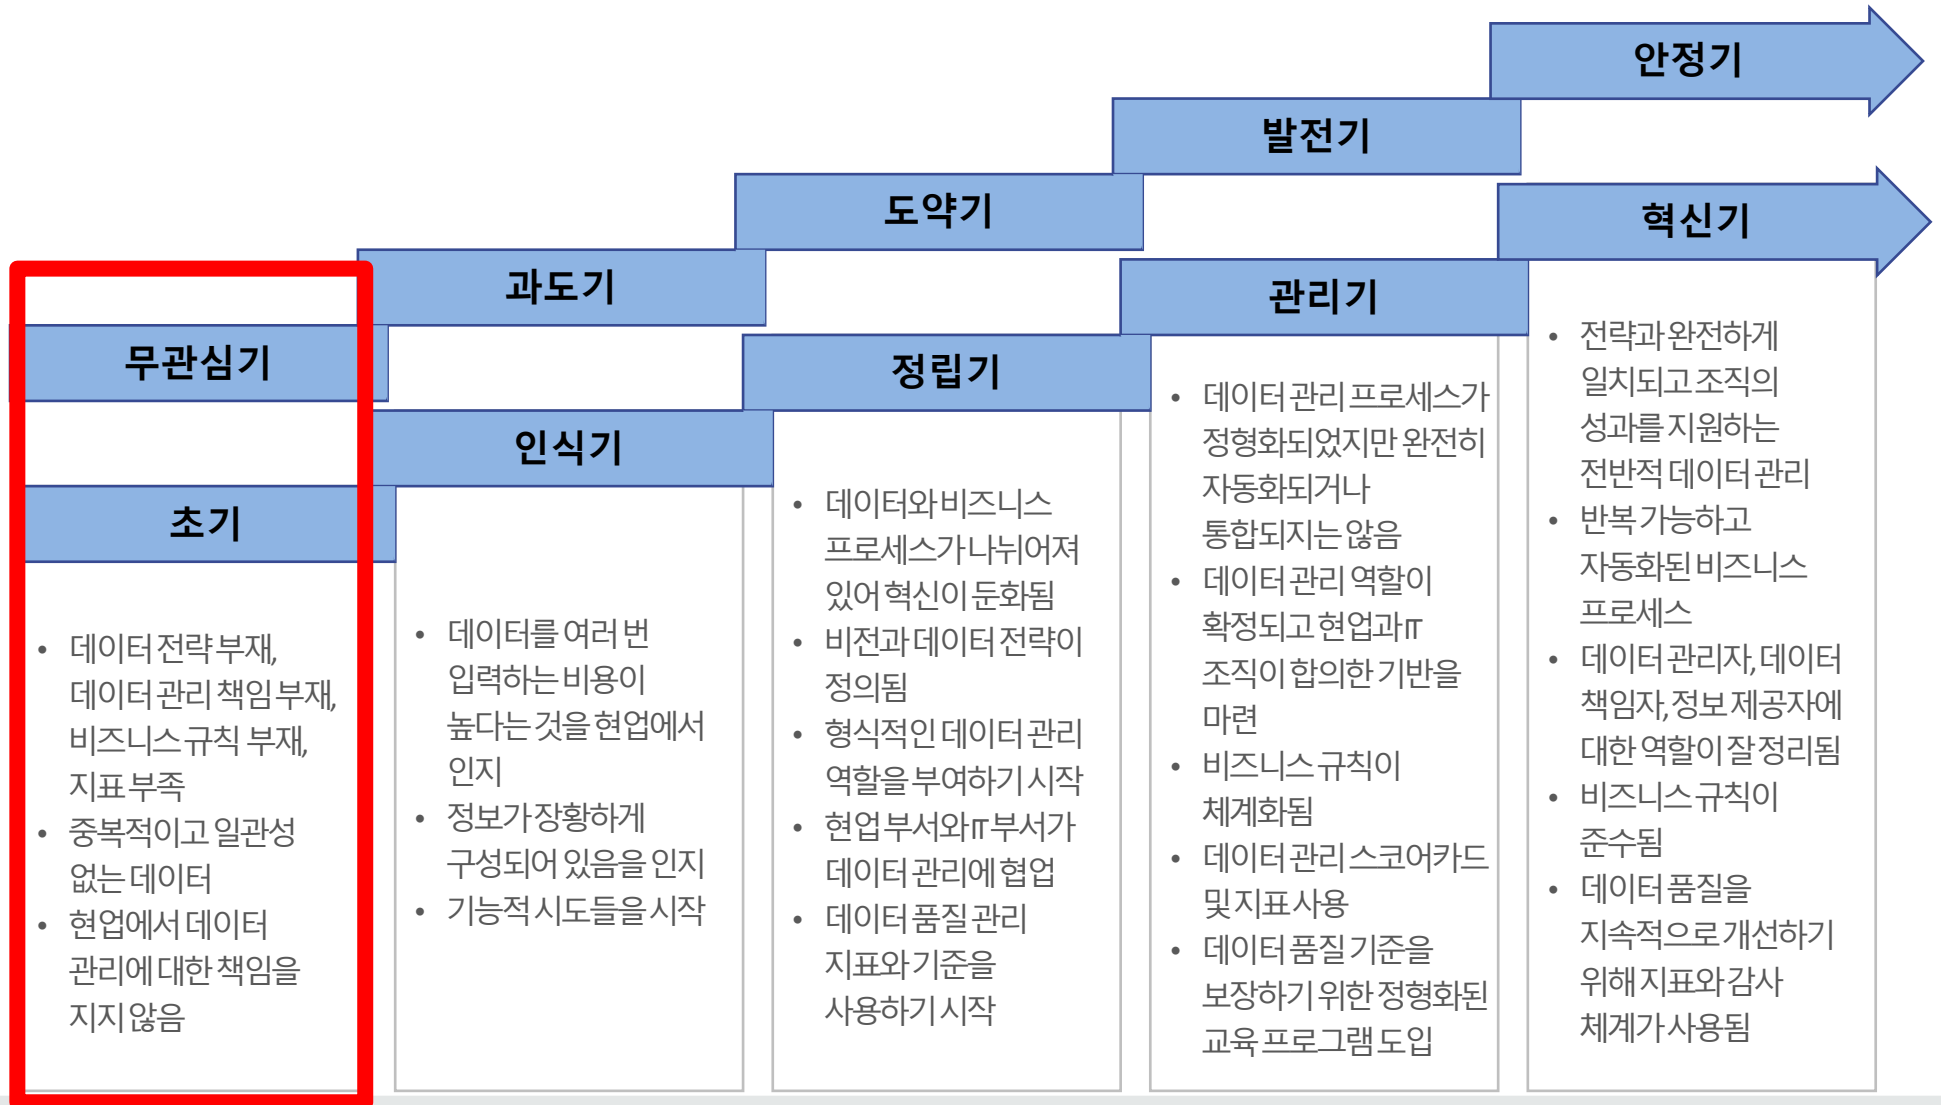 안정기
발전기
도약기
과도기
무관심기
혁신기
관리기
정립기
인식기
초기
• 데이터 전략 부재,
데이터 관리 책임 부재,
비즈니스 규칙 부재,
지표 부족
• 중복적이고 일관성
없는 데이터
• 현업에서 데이터
관리에 대한 책임을
지지 않음
• 데이터를 여러 번
입력하는 비용이
높다는 것을 현업에서
인지
• 정보가 장황하게
구성되어 있음을 인지
• 기능적 시도들을 시작
• 데이터와 비즈니스
프로세스가 나뉘어져
있어 혁신이 둔화됨
• 비전과 데이터 전략이
정의됨
• 형식적인 데이터 관리
역할을 부여하기 시작
• 현업 부서와 IT 부서가
데이터 관리에 협업
• 데이터 품질 관리
지표와 기준을
사용하기 시작
• 데이터 관리 프로세스가
정형화되었지만 완전히
자동화되거나
통합되지는 않음
• 데이터 관리 역할이
확정되고 현업과 IT
조직이 합의한 기반을
마련
• 비즈니스 규칙이
체계화됨
• 데이터 관리 스코어카드
및 지표 사용
• 데이터 품질 기준을
보장하기 위한 정형화된
교육 프로그램 도입
• 전략과 완전하게
일치되고 조직의
성과를 지원하는
전반적 데이터 관리
• 반복 가능하고
자동화된 비즈니스
프로세스
• 데이터 관리자, 데이터
책임자, 정보 제공자에
대한 역할이 잘 정리됨
• 비즈니스 규칙이
준수됨
• 데이터 품질을
지속적으로 개선하기
위해 지표와 감사
체계가 사용됨